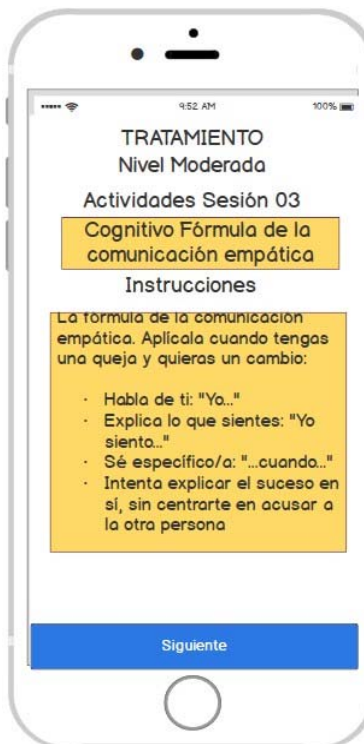 9:52 AM 100%
TRATAMIENTO
Nivel Moderada
Actividades Sesión 03
Cognitivo Fórmula de la
comunicación empática
Instrucciones
La fórmula de la comunicación
empática. Aplícala cuando tengas
una queja y quieras un cambio:
· Habla de ti: "Yo..."
· Explica lo que sientes: "Yo
siento..."
· Sé específico/a: "...cuando..."
· Intenta explicar el suceso en
sí, sin centrarte en acusar a
la otra persona
Siguiente